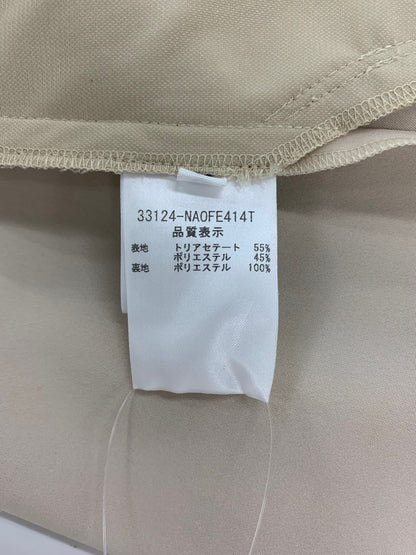 33124-NAOFE414T
品質表示
表地 トリアセテート 55%
ポリエステル 45%
裏地 ポリエステル 100%